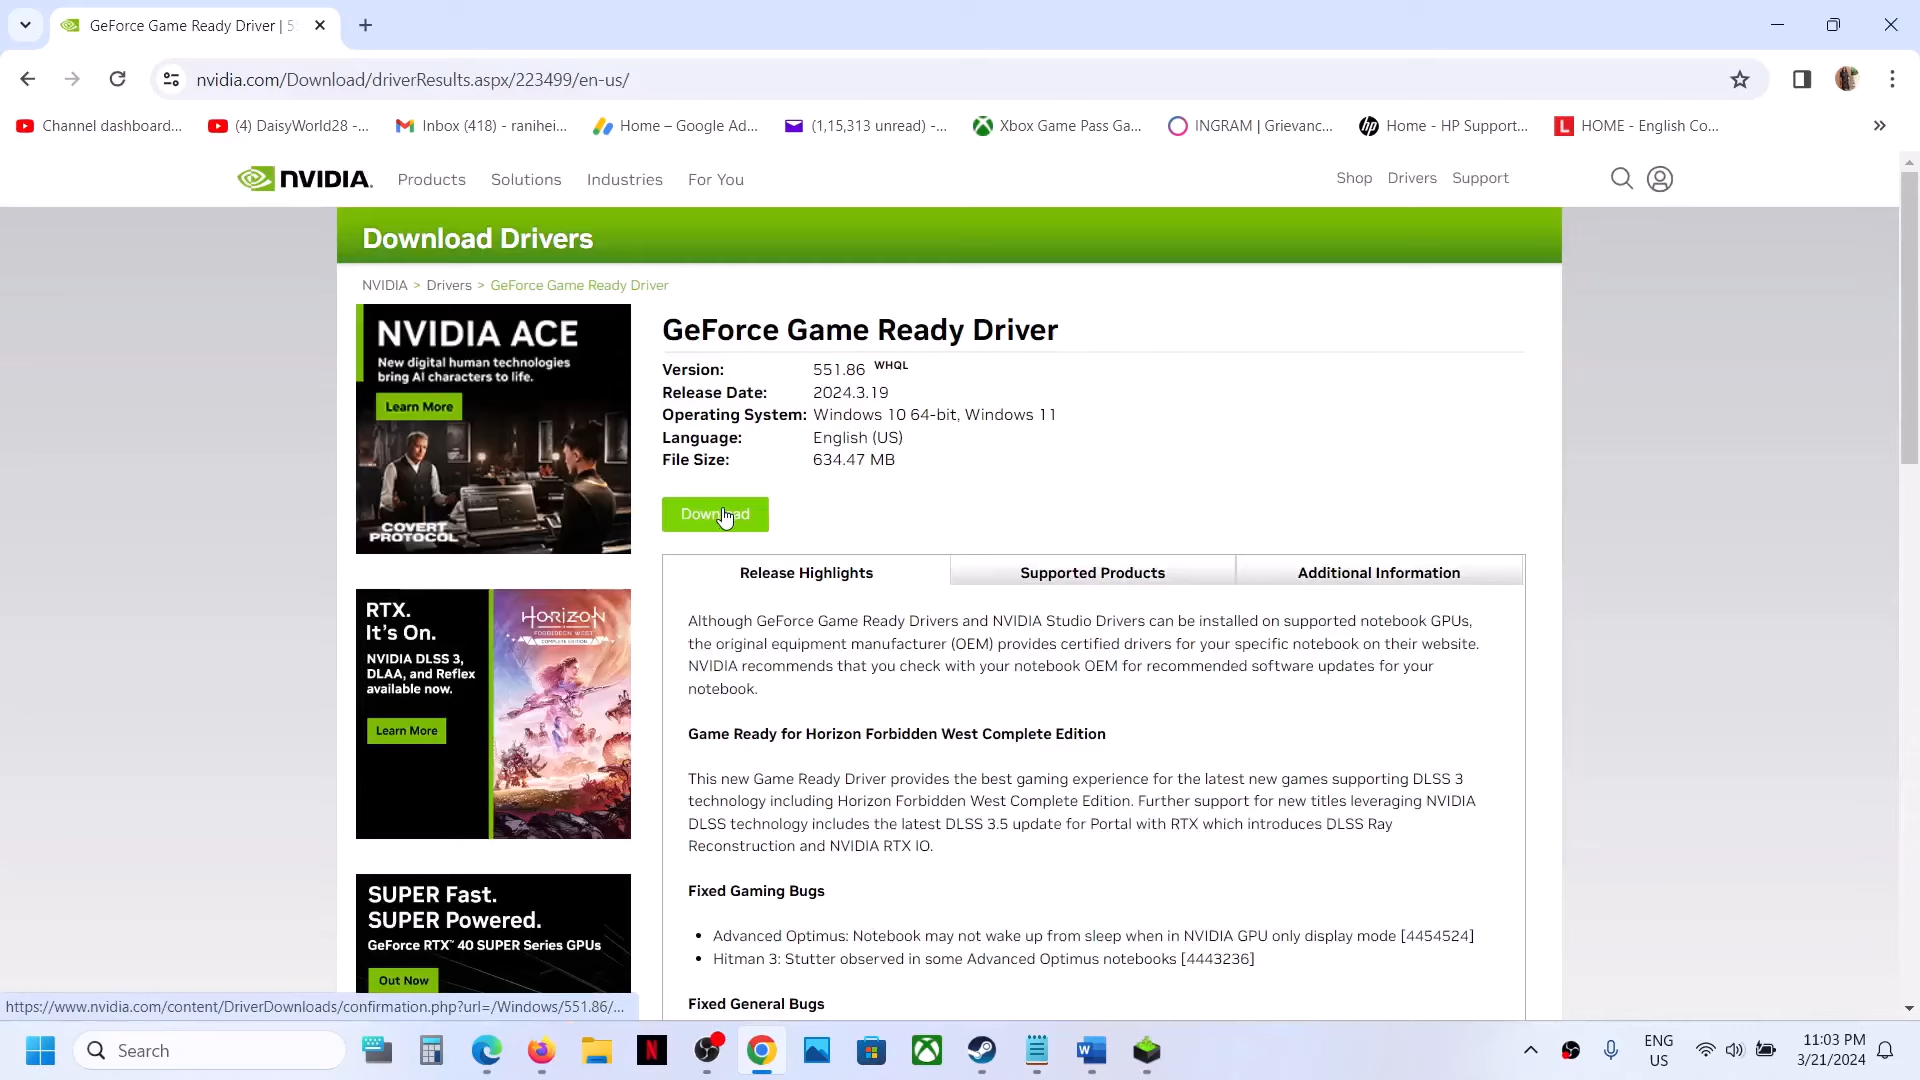 GeForce Game Ready Driver | 5
nvidia.com/Download/driverResults.aspx/223499/en-us/
Channel dashboard...
(4) DaisyWorld28 -...
Inbox (418) - ranihei...
Home – Google Ad...
(1,15,313 unread) -...
Xbox Game Pass Ga...
INGRAM | Grievanc...
Home - HP Support...
L
HOME - English Co...
NVIDIA.
Products
Solutions
Industries
For You
Shop
Drivers
Support
Download Drivers
NVIDIA > Drivers > GeForce Game Ready Driver
NVIDIA ACE
New digital human technologies
bring AI characters to life.
Learn More
COVERT
PROTOCOL
GeForce Game Ready Driver
Version: 551.86 WHQL
Release Date: 2024.3.19
Operating System: Windows 10 64-bit, Windows 11
Language: English (US)
File Size: 634.47 MB
Download
RTX.
It's On.
NVIDIA DLSS 3,
DLAA, and Reflex
available now.
Learn More
HORIZON
FORBIDDEN WEST
COMPLETE EDITION
Release Highlights
Supported Products
Additional Information
Although GeForce Game Ready Drivers and NVIDIA Studio Drivers can be installed on supported notebook GPUs,
the original equipment manufacturer (OEM) provides certified drivers for your specific notebook on their website.
NVIDIA recommends that you check with your notebook OEM for recommended software updates for your
notebook.
Game Ready for Horizon Forbidden West Complete Edition
This new Game Ready Driver provides the best gaming experience for the latest new games supporting DLSS 3
technology including Horizon Forbidden West Complete Edition. Further support for new titles leveraging NVIDIA
DLSS technology includes the latest DLSS 3.5 update for Portal with RTX which introduces DLSS Ray
Reconstruction and NVIDIA RTX IO.
Fixed Gaming Bugs
Advanced Optimus: Notebook may not wake up from sleep when in NVIDIA GPU only display mode [4454524]
Hitman 3: Stutter observed in some Advanced Optimus notebooks [4443236]
Fixed General Bugs
SUPER Fast.
SUPER Powered.
GeForce RTX™ 40 SUPER Series GPUs
Out Now
https://www.nvidia.com/content/DriverDownloads/confirmation.php?url=/Windows/551.86/...
Search
N
W
ENG
US
11:03 PM
3/21/2024